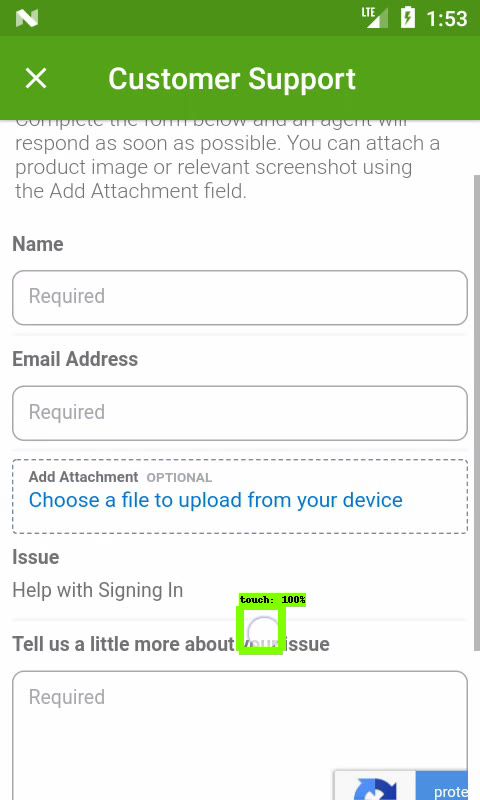 LTE 1:53
Customer Support
Complete the form below and an agent will
respond as soon as possible. You can attach a
product image or relevant screenshot using
the Add Attachment field.
Name
Required
Email Address
Required
Add Attachment OPTIONAL
Choose a file to upload from your device
Issue
Help with Signing In
touch: 100%
Tell us a little more about your issue
Required
prote